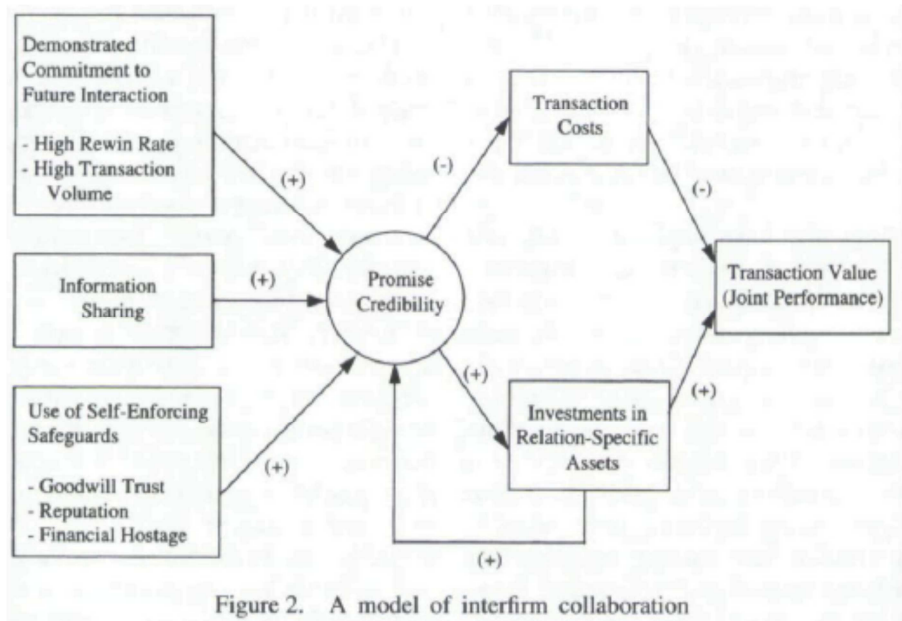 Demonstrated
Commitment to
Future Interaction
- High Rewin Rate
- High Transaction
Volume
(+)
Information
Sharing
(+)
Use of Self-Enforcing
Safeguards
- Goodwill Trust
- Reputation
- Financial Hostage
(+)
Promise
Credibility
(-)
Transaction
Costs
(-)
(+)
Investments in
Relation-Specific
Assets
(+)
(+)
Transaction Value
(Joint Performance)
Figure 2. A model of interfirm collaboration